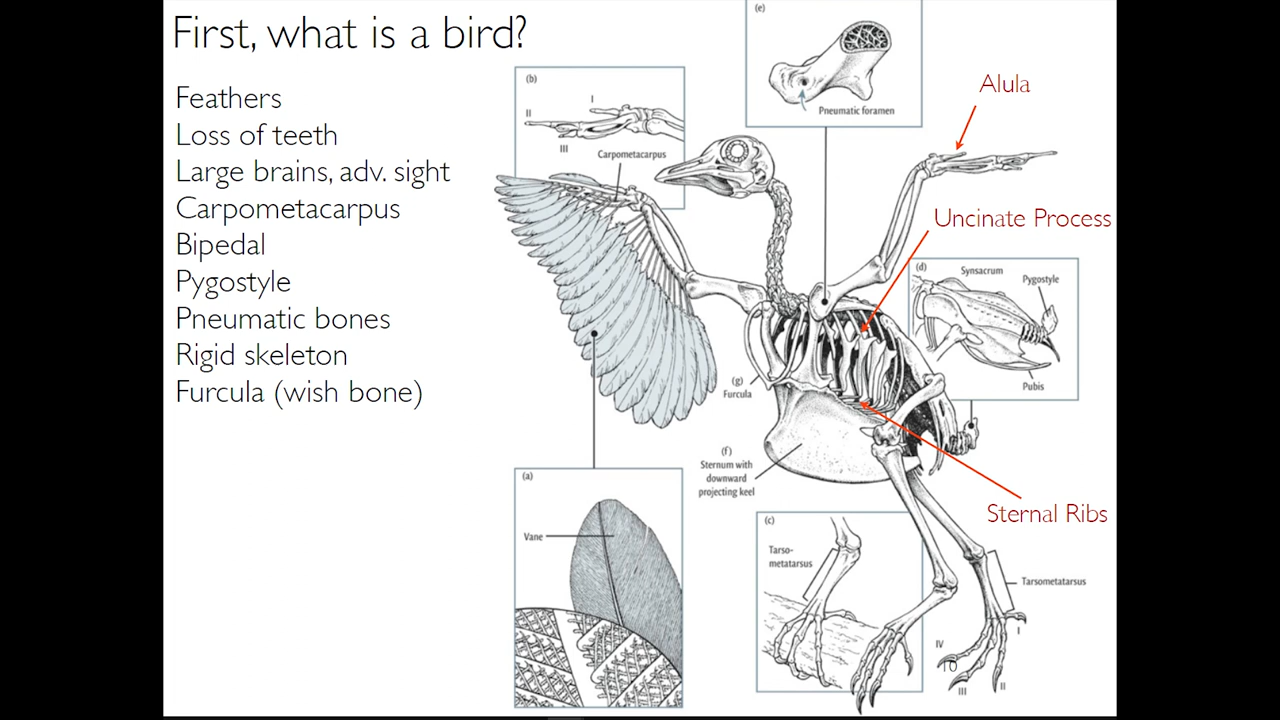 First, what is a bird?
Feathers
Loss of teeth
Large brains, adv. sight
Carpometacarpus
Bipedal
Pygostyle
Pneumatic bones
Rigid skeleton
Furcula (wish bone)
(b)
I
II
III
Carpometacarpus
(e)
Pneumatic foramen
Alula
Uncinate Process
(d)
Synsacrum
Pygostyle
Pubis
(g)
Furcula
(f)
Sternum with
downward
projecting keel
Sternal Ribs
(a)
Vane
(c)
Tarso-
metatarsus
Tarsometatarsus
I
IV
10
III
II